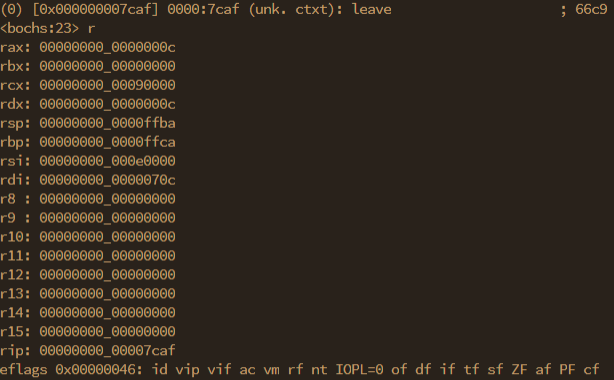 (0) [0x000000007caf] 0000:7caf (unk. ctxt): leave ; 66c9
<bochs:23> r
rax: 00000000_0000000c
rbx: 00000000_00000000
rcx: 00000000_00090000
rdx: 00000000_0000000c
rsp: 00000000_0000ffba
rbp: 00000000_0000ffca
rsi: 00000000_000e0000
rdi: 00000000_0000070c
r8 : 00000000_00000000
r9 : 00000000_00000000
r10: 00000000_00000000
r11: 00000000_00000000
r12: 00000000_00000000
r13: 00000000_00000000
r14: 00000000_00000000
r15: 00000000_00000000
rip: 00000000_00007caf
eflags 0x00000046: id vip vif ac vm rf nt IOPL=0 of df if tf sf ZF af PF cf